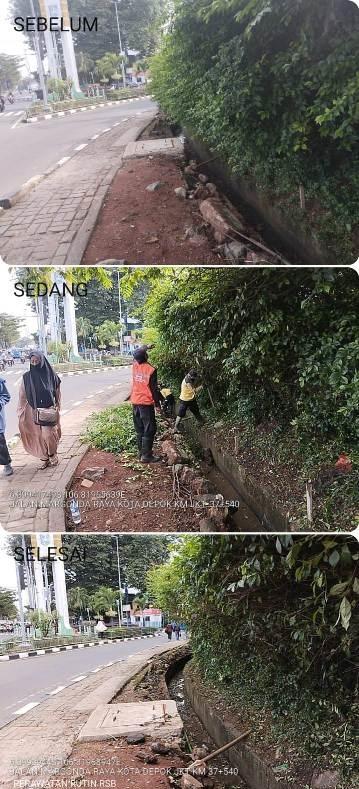 SEBELUM
SEDANG
JALAN MARGONDA RAYA KOTA DEPOK KM JKT 37+540
SELESAI
JALAN MARGONDA RAYA KOTA DEPOK JKT KM 37+540
PERAWATAN RUTIN RSB